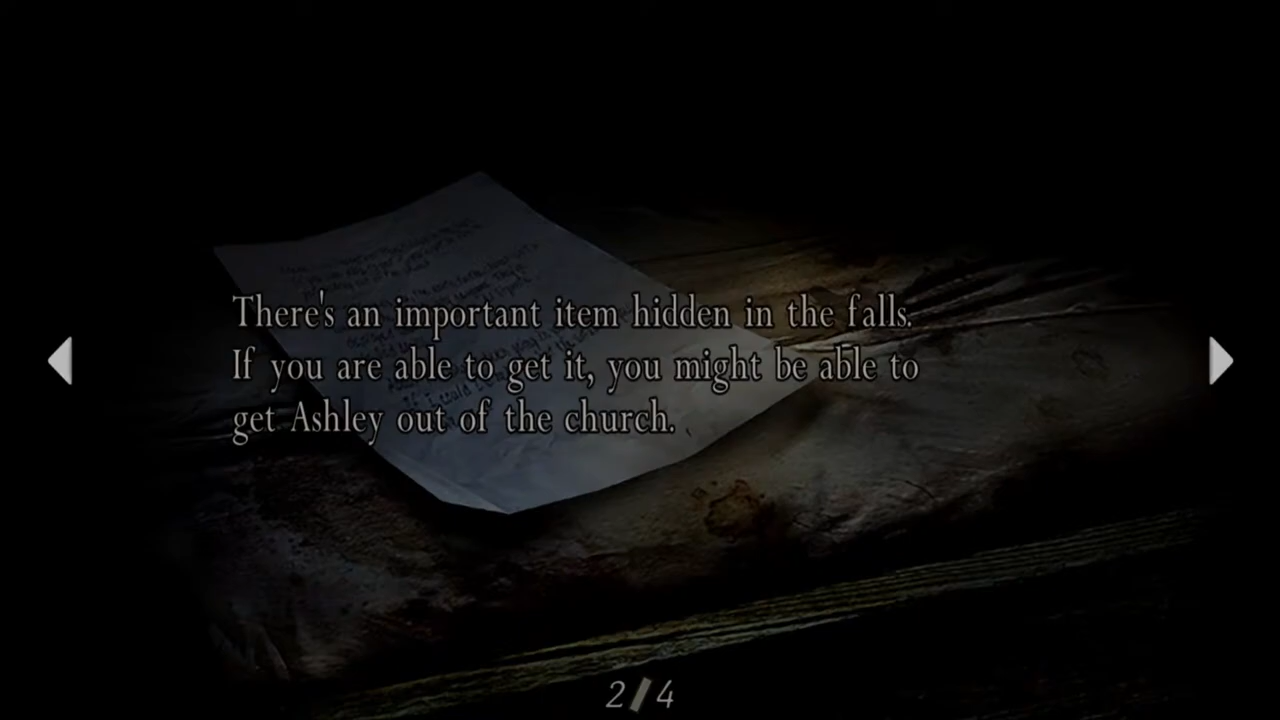 There's an important item hidden in the falls.
If you are able to get it, you might be able to
get Ashley out of the church.
2/4